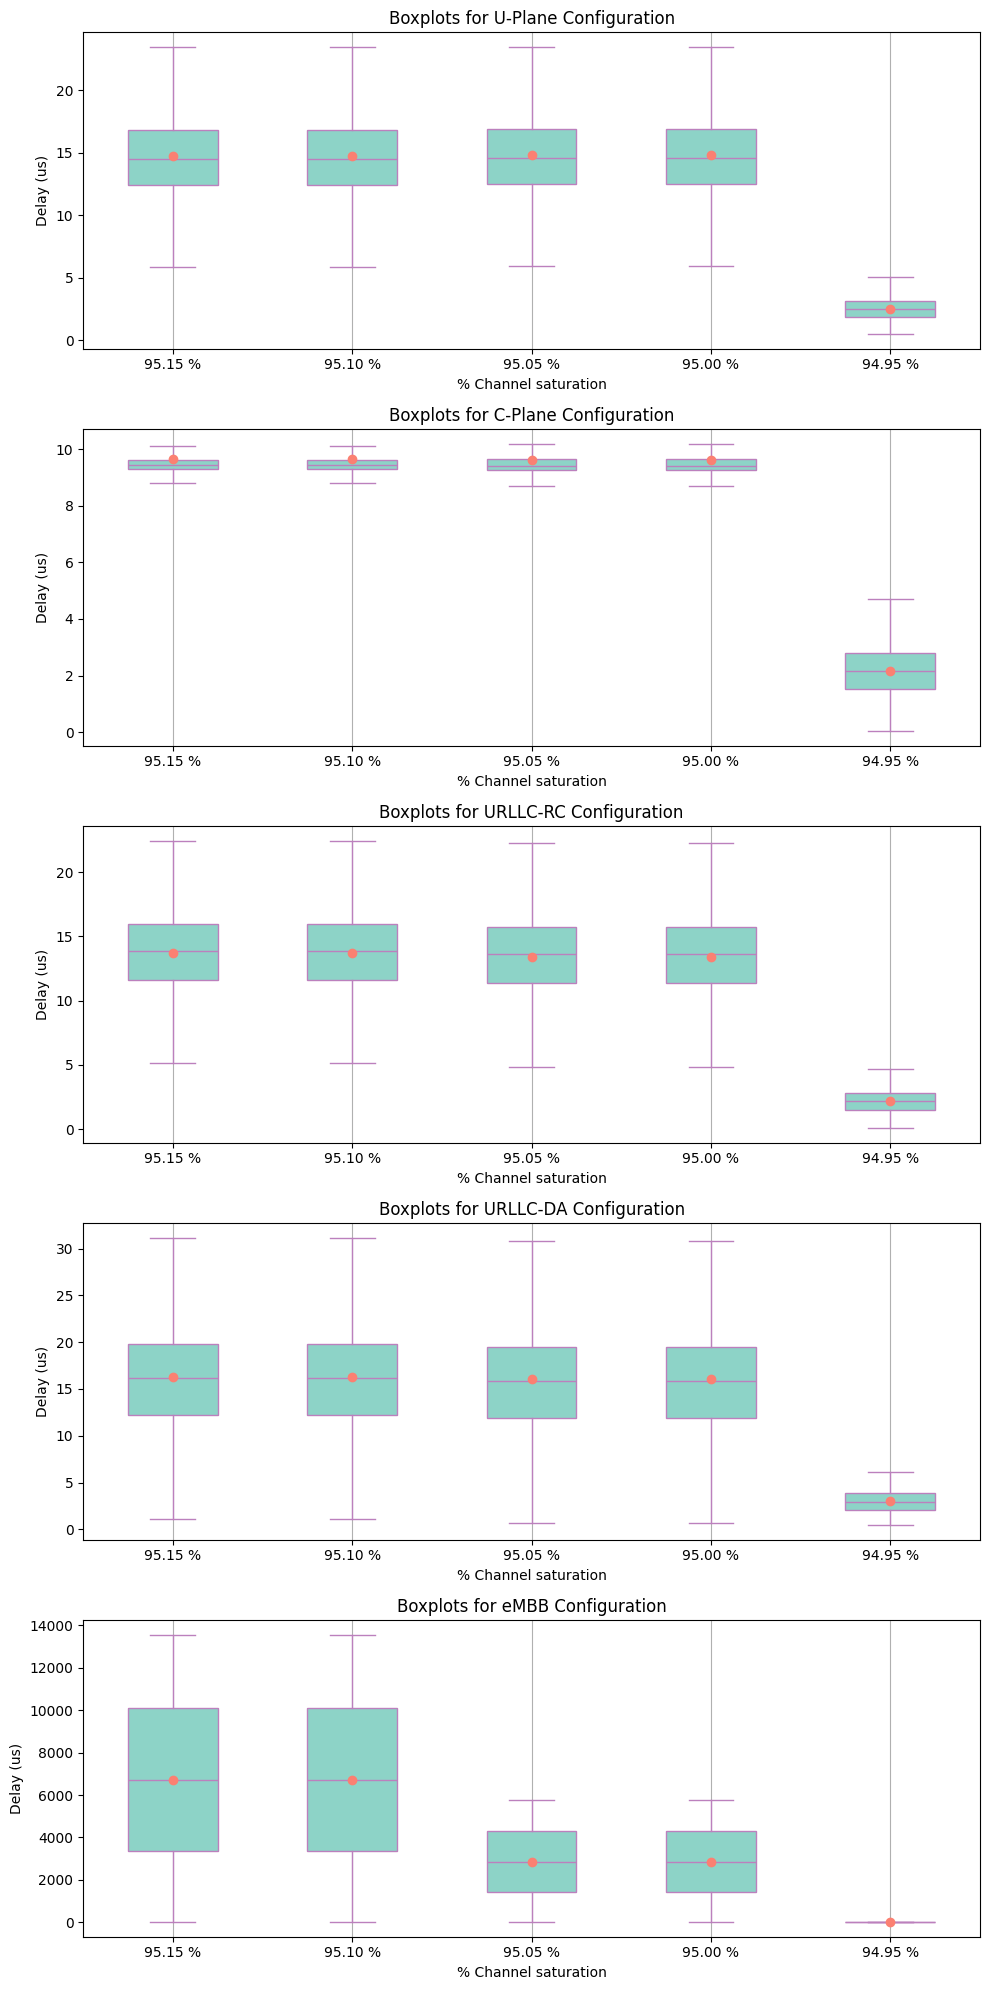 Boxplots for U-Plane Configuration
20
15
10
5
0
Delay (us)
95.15 % 95.10 % 95.05 % 95.00 % 94.95 %
% Channel saturation
Boxplots for C-Plane Configuration
10
8
6
4
2
0
Delay (us)
95.15 % 95.10 % 95.05 % 95.00 % 94.95 %
% Channel saturation
Boxplots for URLLC-RC Configuration
20
15
10
5
0
Delay (us)
95.15 % 95.10 % 95.05 % 95.00 % 94.95 %
% Channel saturation
Boxplots for URLLC-DA Configuration
30
25
20
15
10
5
0
Delay (us)
95.15 % 95.10 % 95.05 % 95.00 % 94.95 %
% Channel saturation
Boxplots for eMBB Configuration
14000
12000
10000
8000
6000
4000
2000
0
Delay (us)
95.15 % 95.10 % 95.05 % 95.00 % 94.95 %
% Channel saturation